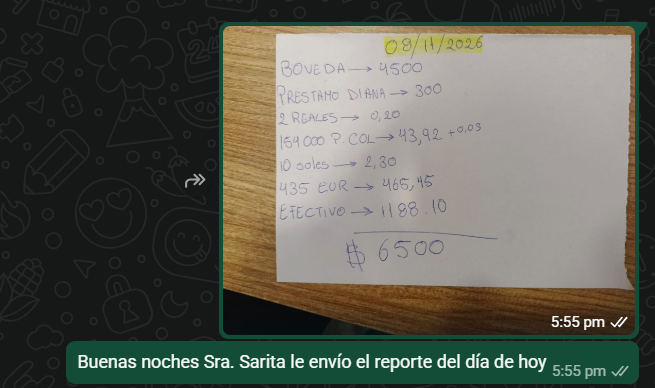 08/11/2026
BOVEDA → 4500
PRESTAMO DIANA → 300
2 REALES → 0,20
159000 P. COL → 43,92 +0,03
10 soles → 2,30
435 EUR → 465,45
EFECTIVO → 1188.10
$ 6500
5:55 pm
Buenas noches Sra. Sarita le envío el reporte del día de hoy 5:55 pm